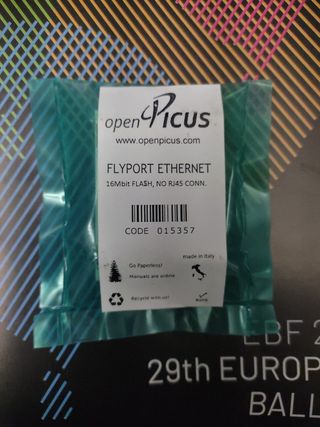 openPICUS
www.openpicus.com
FLYPORT ETHERNET
16Mbit FLASH, NO RJ45 CONN.
CODE 015357
Go Paperless!
Manuals are online
made in Italy
Recycle with us!
RoHS
EBF 2
29th EUROP
BALL